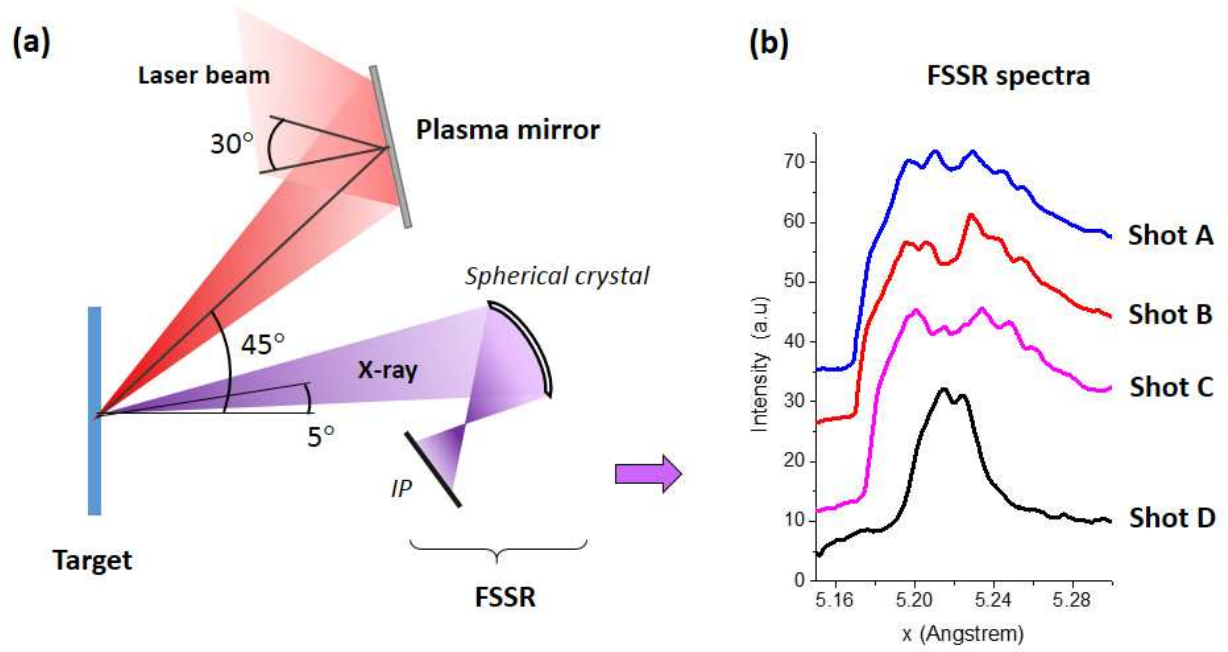 (a)
Laser beam
30°
Plasma mirror
Spherical crystal
45°
X-ray
5°
IP
Target
FSSR
(b)
FSSR spectra
70
60
50
40
30
20
10
0
Intensity (a.u)
Shot A
Shot B
Shot C
Shot D
5.16 5.20 5.24 5.28
x (Angstrem)